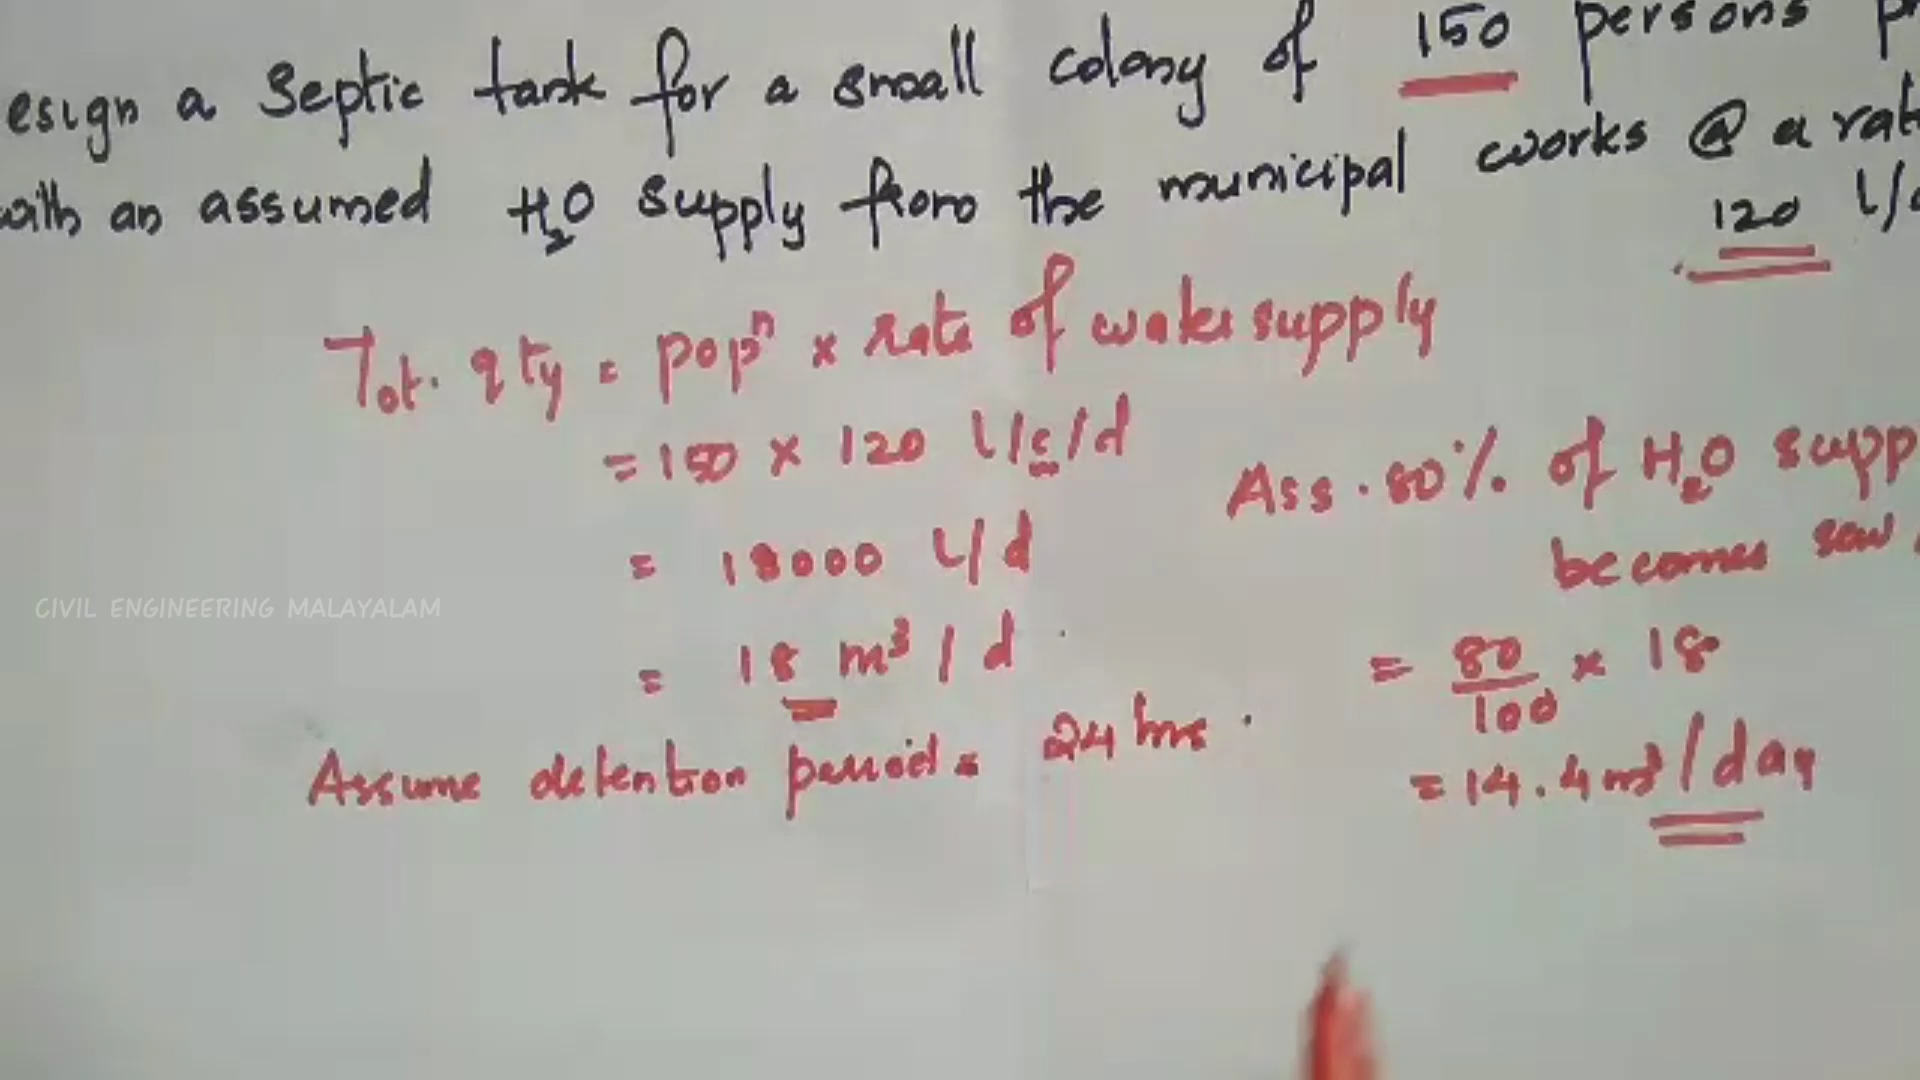 esign a Septic tank for a small colony of 150 persons
with an assumed H₂O supply from the municipal works @ a rat
120 l/
Tot. qty = popⁿ × rate of water supply
= 150 × 120 l/c/d
= 18000 l/d
= 18 m³/d
Assume detention period = 24 hrs.
Ass. 80% of H₂O supp
becomes sew
= 80/100 × 18
= 14.4 m³/day
CIVIL ENGINEERING MALAYALAM